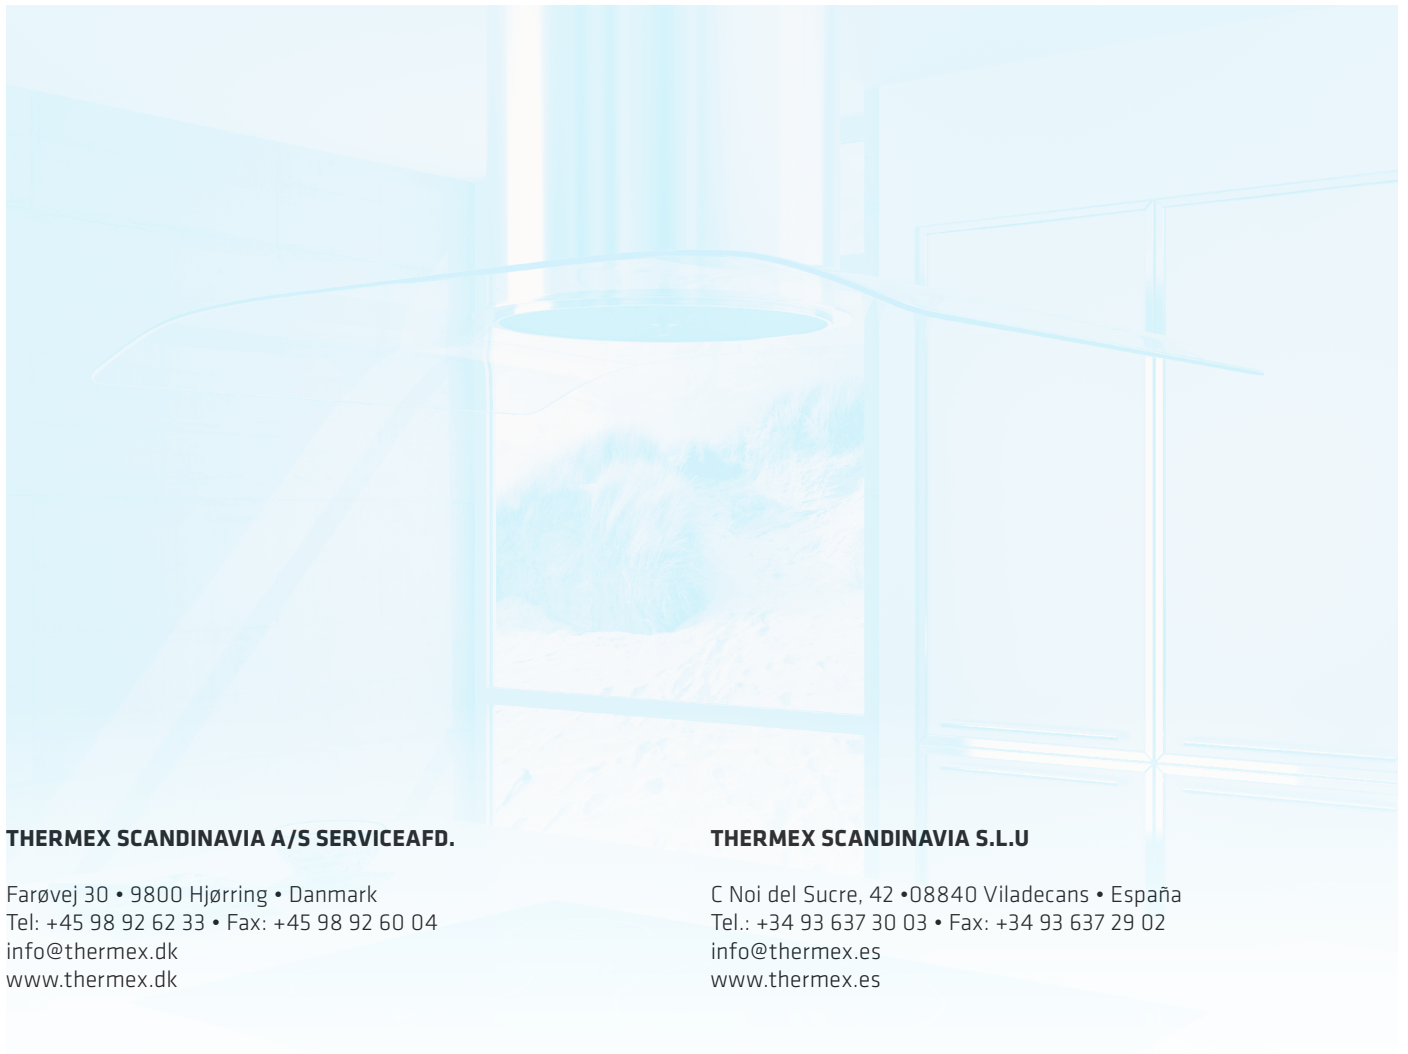 THERMEX SCANDINAVIA A/S SERVICEAFD.
Farøvej 30 • 9800 Hjørring • Danmark
Tel: +45 98 92 62 33 • Fax: +45 98 92 60 04
info@thermex.dk
www.thermex.dk
THERMEX SCANDINAVIA S.L.U
C Noi del Sucre, 42 •08840 Viladecans • España
Tel.: +34 93 637 30 03 • Fax: +34 93 637 29 02
info@thermex.es
www.thermex.es